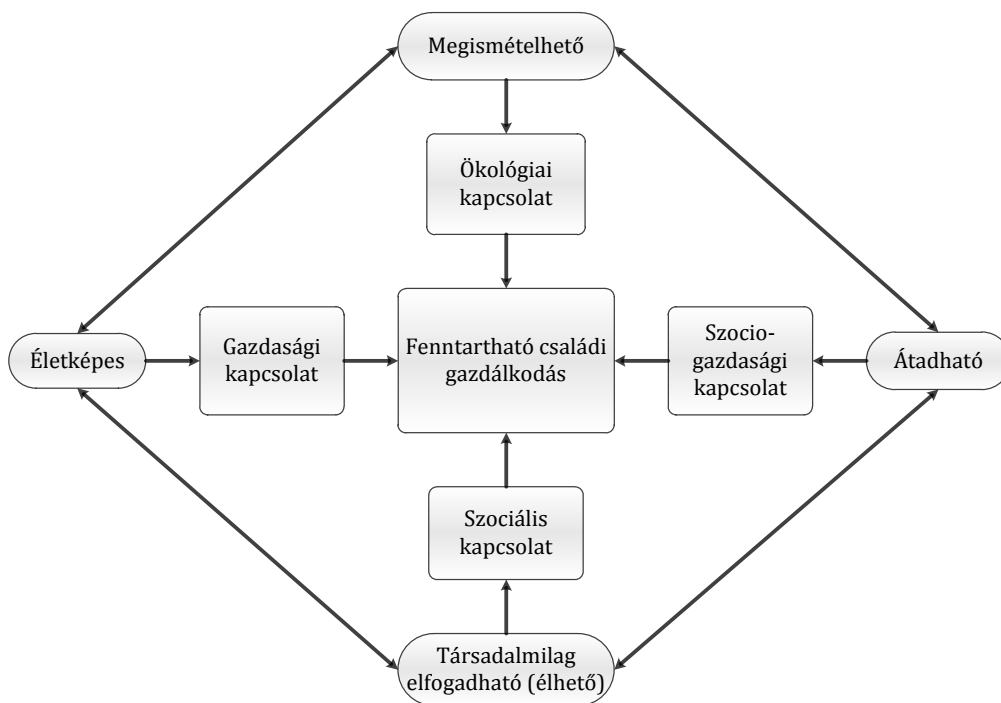 Megismételhető
Ökológiai
kapcsolat
Életképes
Gazdasági
kapcsolat
Fenntartható családi
gazdálkodás
Szocio-
gazdasági
kapcsolat
Átadható
Szociális
kapcsolat
Társadalmilag
elfogadható (élhető)